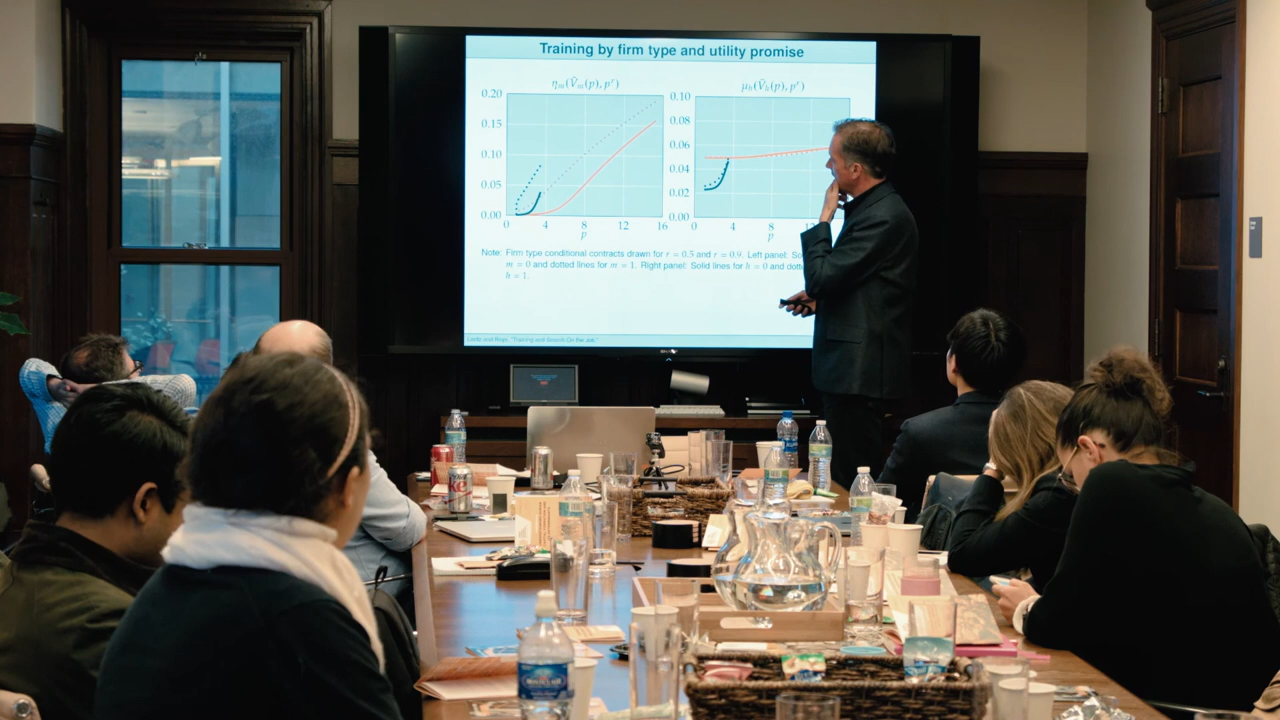 Training by firm type and utility promise
η_m(V̂_m(p), p^r)
μ_h(V̂_h(p), p^r)
0.20
0.15
0.10
0.05
0.00
0 4 8 12 16
p
0.10
0.08
0.06
0.04
0.02
0.00
0 4 8
p
Note: Firm type conditional contracts drawn for r = 0.5 and r = 0.9. Left panel: So
m = 0 and dotted lines for m = 1. Right panel: Solid lines for h = 0 and dotte
h = 1.
Lentz and Roys, "Training and Search On the Job"
SHARP